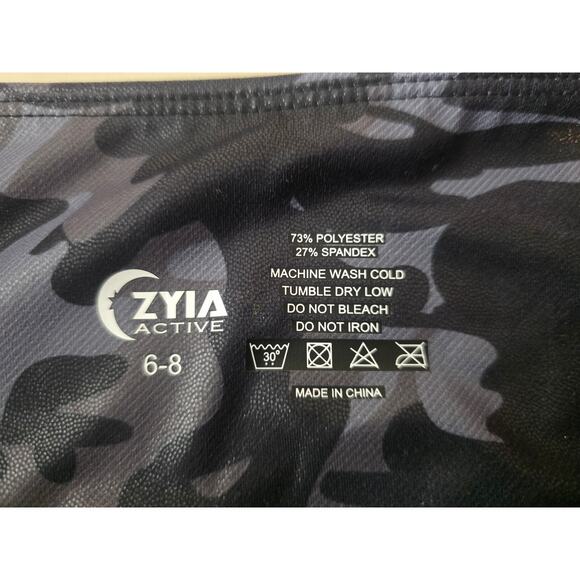 ZYIA
ACTIVE
6-8
73% POLYESTER
27% SPANDEX
MACHINE WASH COLD
TUMBLE DRY LOW
DO NOT BLEACH
DO NOT IRON
30°
MADE IN CHINA